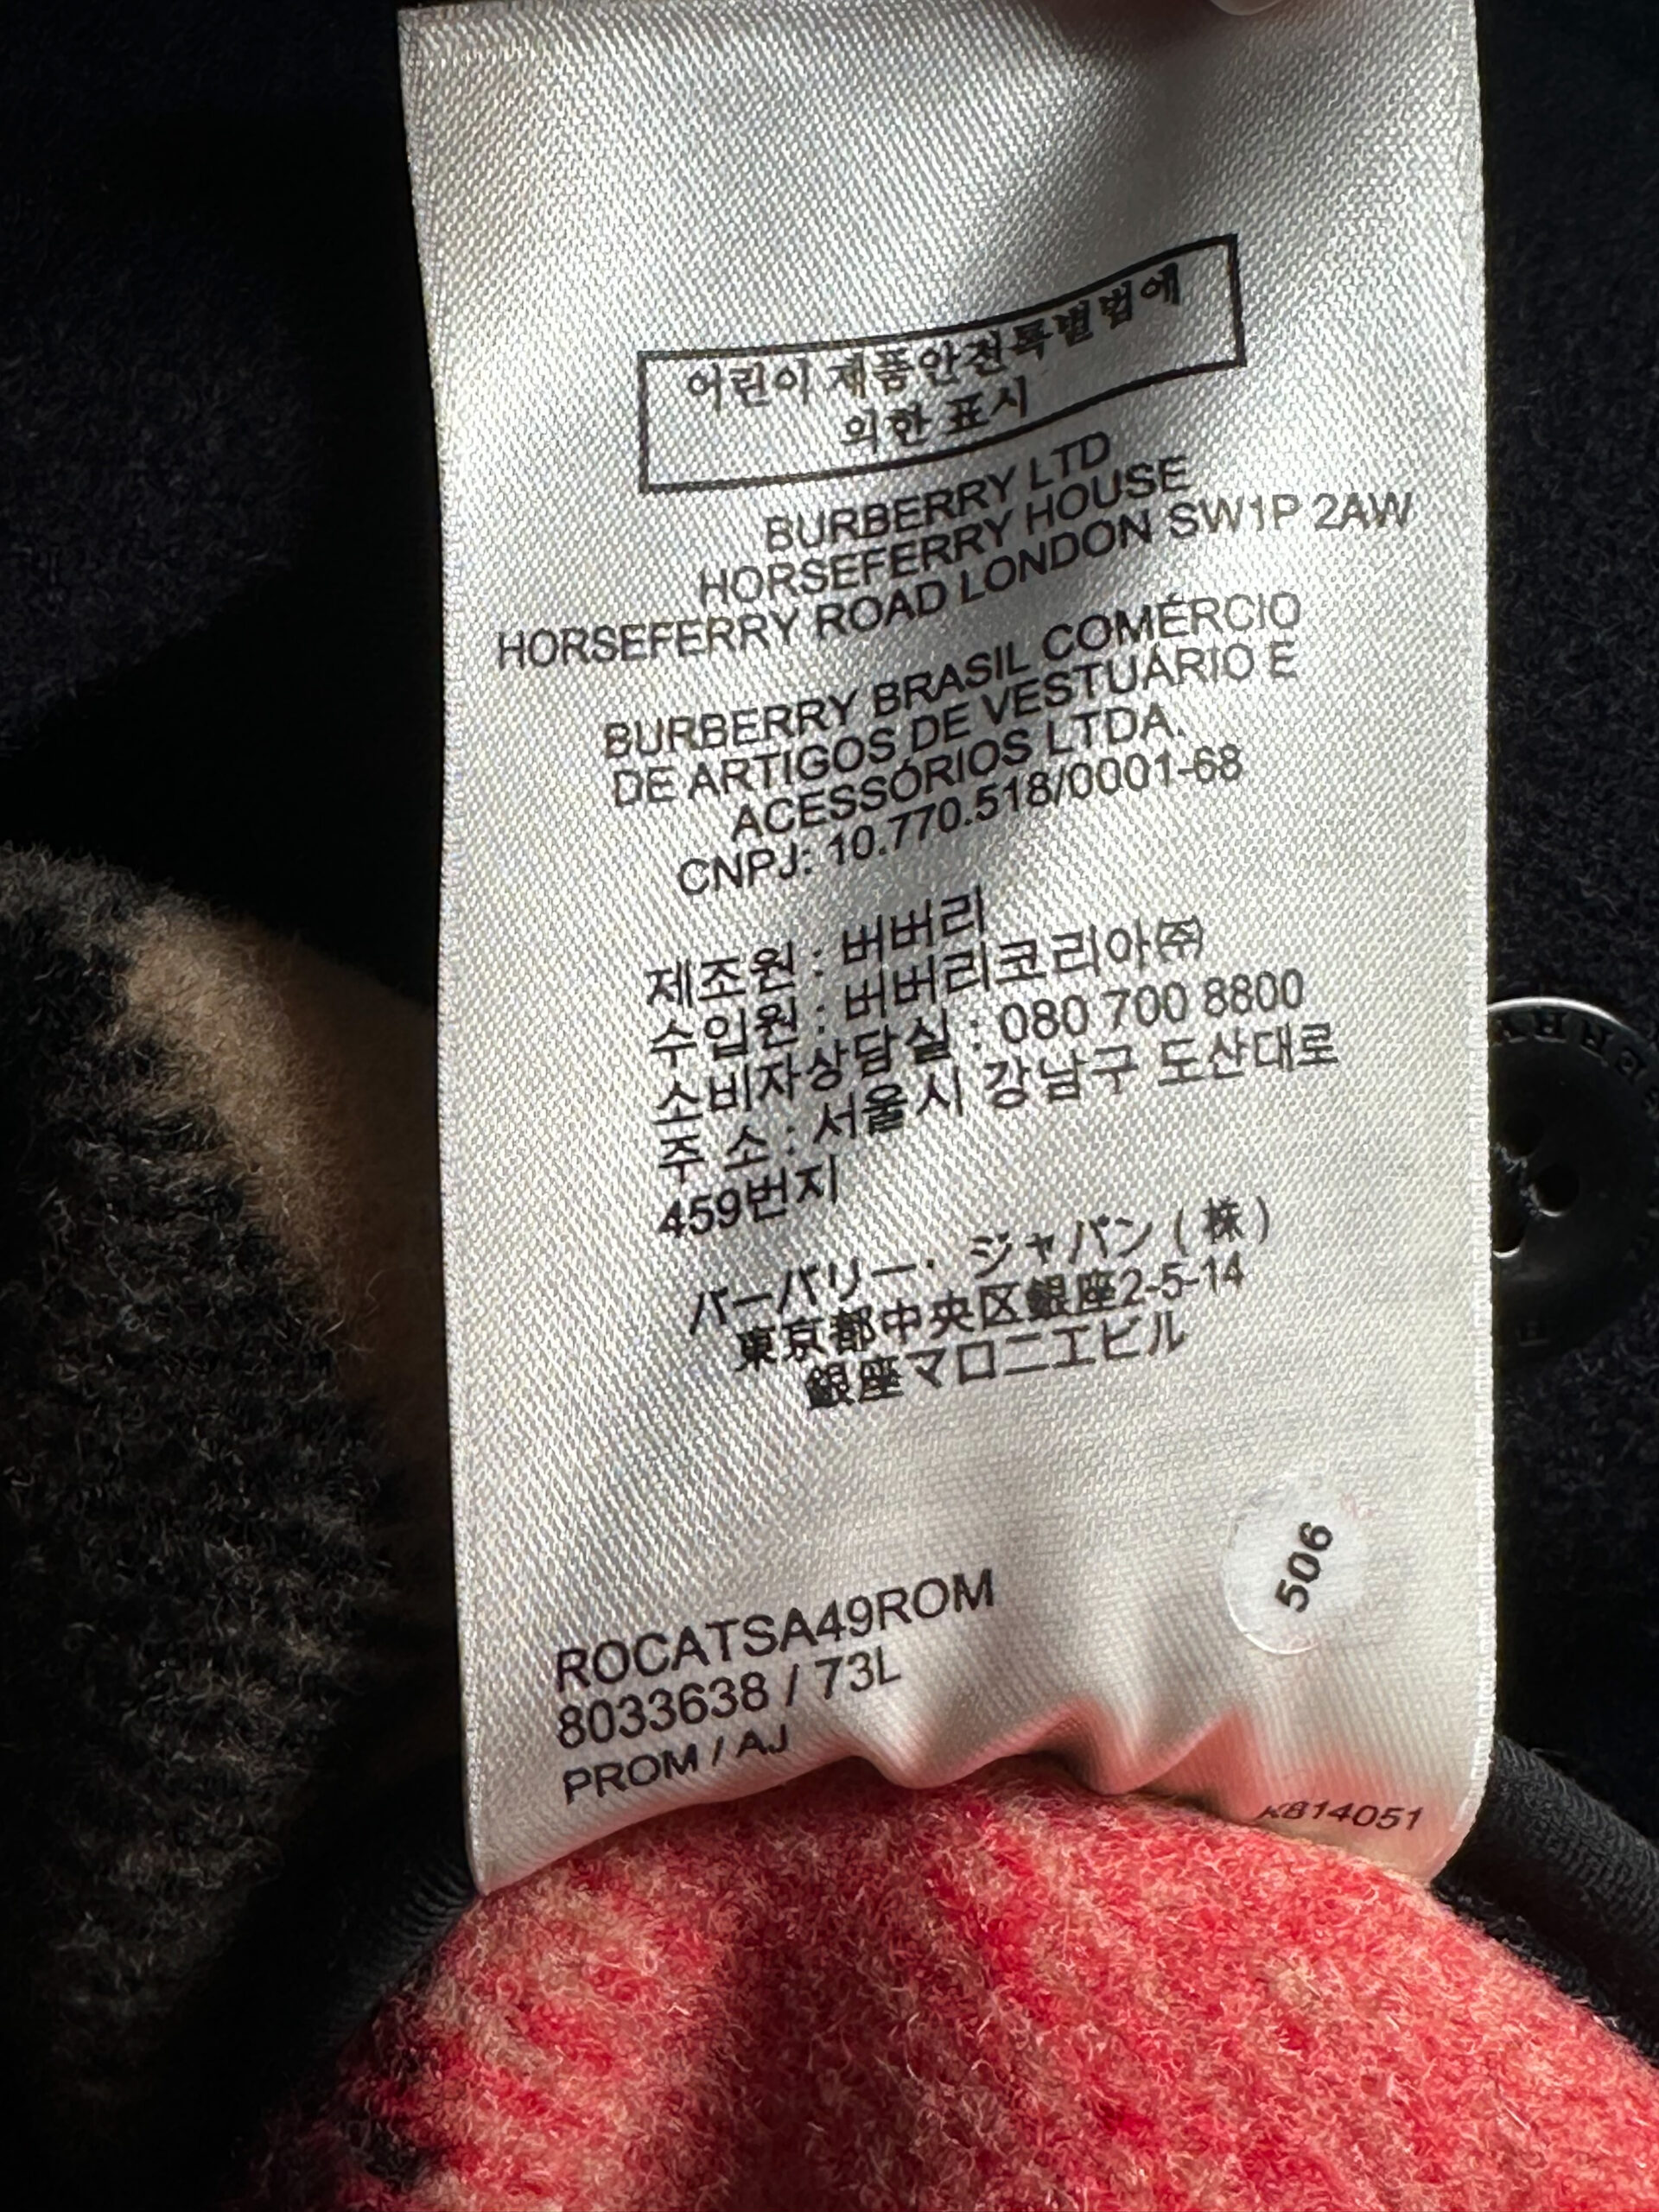 어린이 제품안전특별법에
의한 표시
BURBERRY LTD
HORSEFERRY HOUSE
HORSEFERRY ROAD LONDON SW1P 2AW
BURBERRY BRASIL COMÉRCIO
DE ARTIGOS DE VESTUÁRIO E
ACESSÓRIOS LTDA.
CNPJ: 10.770.518/0001-68
제조원 : 버버리
수입원 : 버버리코리아㈜
소비자상담실 : 080 700 8800
주 소 : 서울시 강남구 도산대로
459번지
バーバリー・ジャパン ( 株 )
東京都中央区銀座2-5-14
銀座マロニエビル
506
ROCATSA49ROM
8033638 / 73L
PROM / AJ